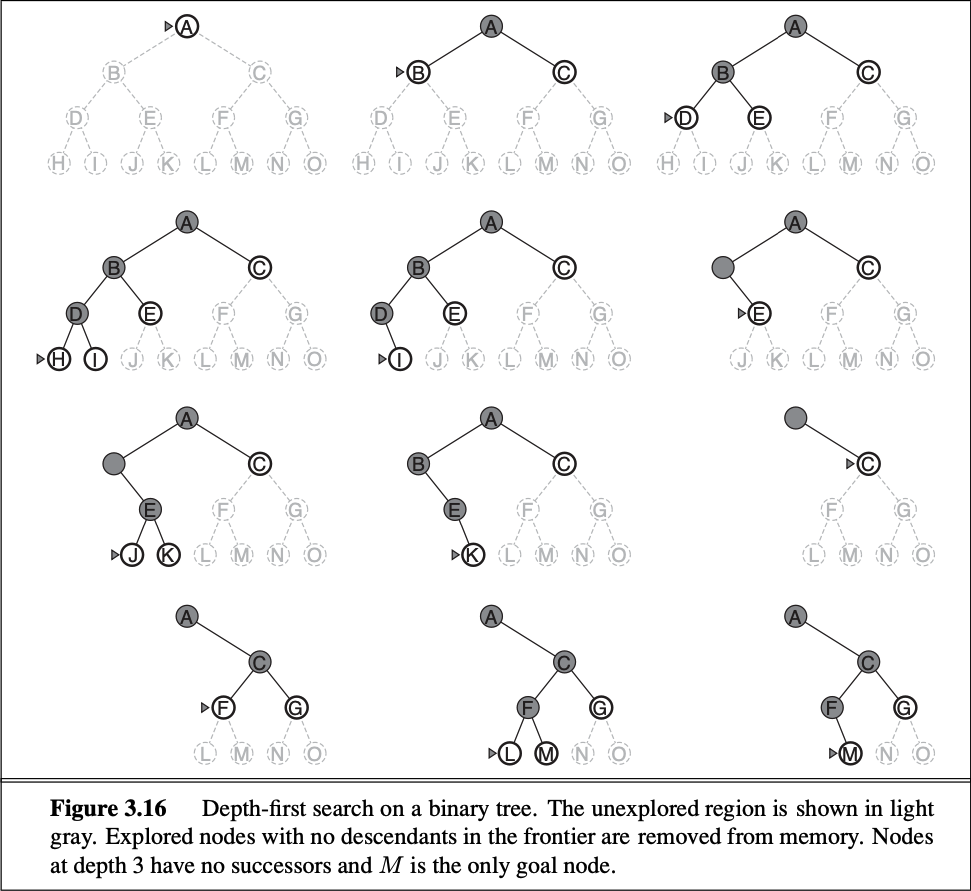 A A A
B C B C B C
D E F G D E F G D E F G
H I J K L M N O H I J K L M N O H I J K L M N O
A A A
B C B C C
D E F G D E F G E F G
H I J K L M N O I J K L M N O J K L M N O
A A
C B C C
E F G E F G F G
J K L M N O K L M N O L M N O
A A A
C C C
F G F G F G
L M N O L M N O M N O
Figure 3.16 Depth-first search on a binary tree. The unexplored region is shown in light
gray. Explored nodes with no descendants in the frontier are removed from memory. Nodes
at depth 3 have no successors and M is the only goal node.